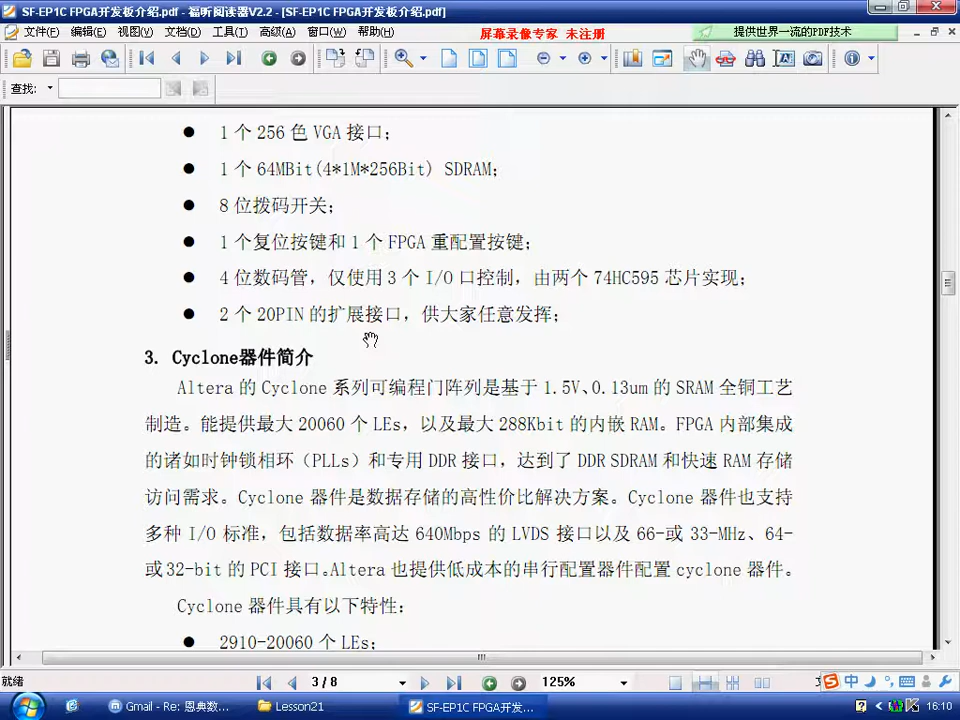 SF-EP1C FPGA开发板介绍.pdf - 福昕阅读器V2.2 - [SF-EP1C FPGA开发板介绍.pdf]
文件(F) 编辑(E) 视图(V) 文档(D) 工具(T) 高级(A) 窗口(W) 帮助(H)
屏幕录像专家 未注册
提供世界一流的PDF技术
查找:
● 1 个 256 色 VGA 接口;
● 1 个 64MBit(4*1M*256Bit) SDRAM;
● 8 位拨码开关;
● 1 个复位按键和 1 个 FPGA 重配置按键;
● 4 位数码管，仅使用 3 个 I/O 口控制，由两个 74HC595 芯片实现;
● 2 个 20PIN 的扩展接口，供大家任意发挥;
3. Cyclone器件简介
Altera 的 Cyclone 系列可编程门阵列是基于 1.5V、0.13um 的 SRAM 全铜工艺
制造。能提供最大 20060 个 LEs，以及最大 288Kbit 的内嵌 RAM。FPGA 内部集成
的诸如时钟锁相环（PLLs）和专用 DDR 接口，达到了 DDR SDRAM 和快速 RAM 存储
访问需求。Cyclone 器件是数据存储的高性价比解决方案。Cyclone 器件也支持
多种 I/O 标准，包括数据率高达 640Mbps 的 LVDS 接口以及 66-或 33-MHz、64-
或32-bit 的 PCI 接口。Altera 也提供低成本的串行配置器件配置 cyclone 器件。
Cyclone 器件具有以下特性:
● 2910-20060 个 LEs;
就绪
3 / 8
125%
中
Gmail - Re: 恩典数...
Lesson21
SF-EP1C FPGA开发...
16:10